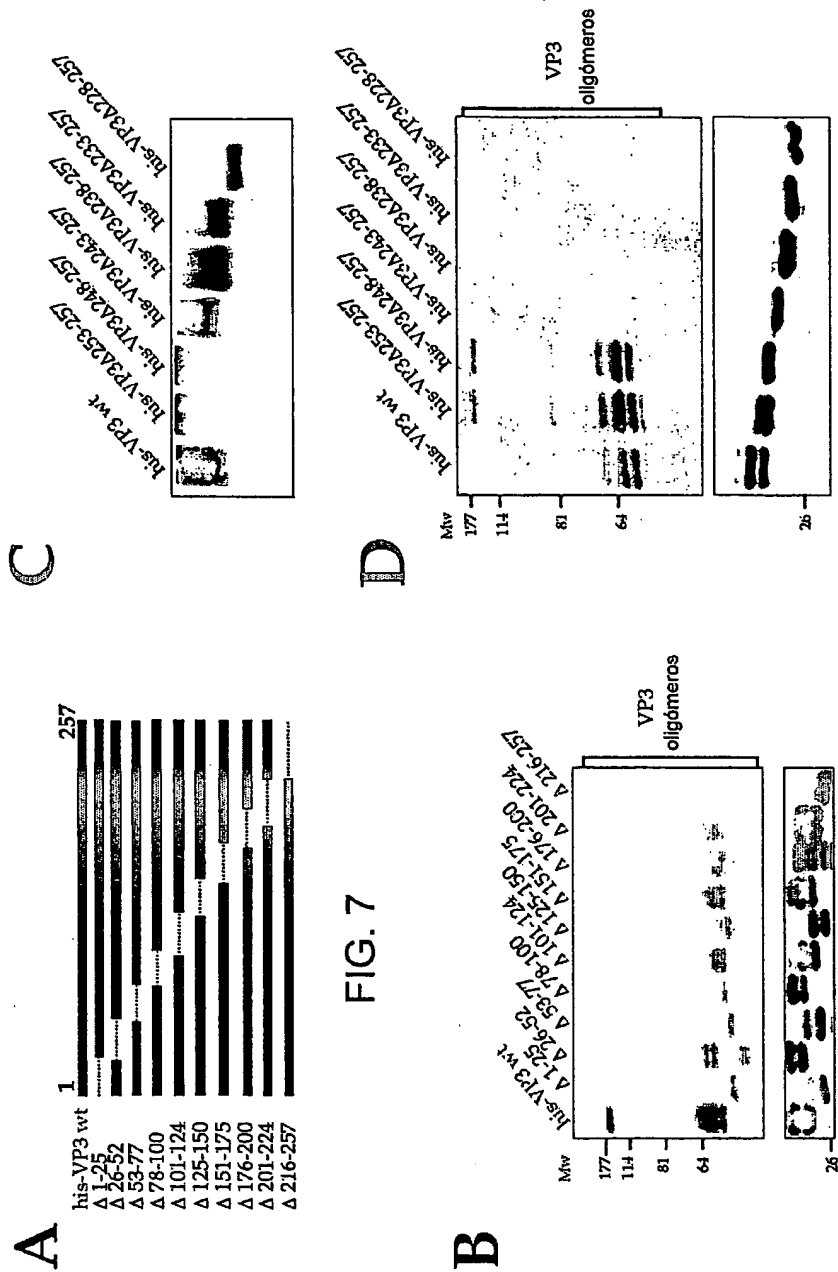 A
1
257
his-VP3 wt
Δ 1-25
Δ 26-52
Δ 53-77
Δ 78-100
Δ 101-124
Δ 125-150
Δ 151-175
Δ 176-200
Δ 201-224
Δ 216-257
FIG. 7
B
his-VP3 wt
Δ 1-25
Δ 26-52
Δ 53-77
Δ 78-100
Δ 101-124
Δ 125-150
Δ 151-175
Δ 176-200
Δ 201-224
Δ 216-257
Mw
177
114
81
64
26
VP3
oligómeros
C
his-VP3 wt
his-VP3Δ253-257
his-VP3Δ248-257
his-VP3Δ243-257
his-VP3Δ238-257
his-VP3Δ233-257
his-VP3Δ228-257
D
his-VP3 wt
his-VP3Δ253-257
his-VP3Δ248-257
his-VP3Δ243-257
his-VP3Δ238-257
his-VP3Δ233-257
his-VP3Δ228-257
Mw
177
114
81
64
26
VP3
oligómeros